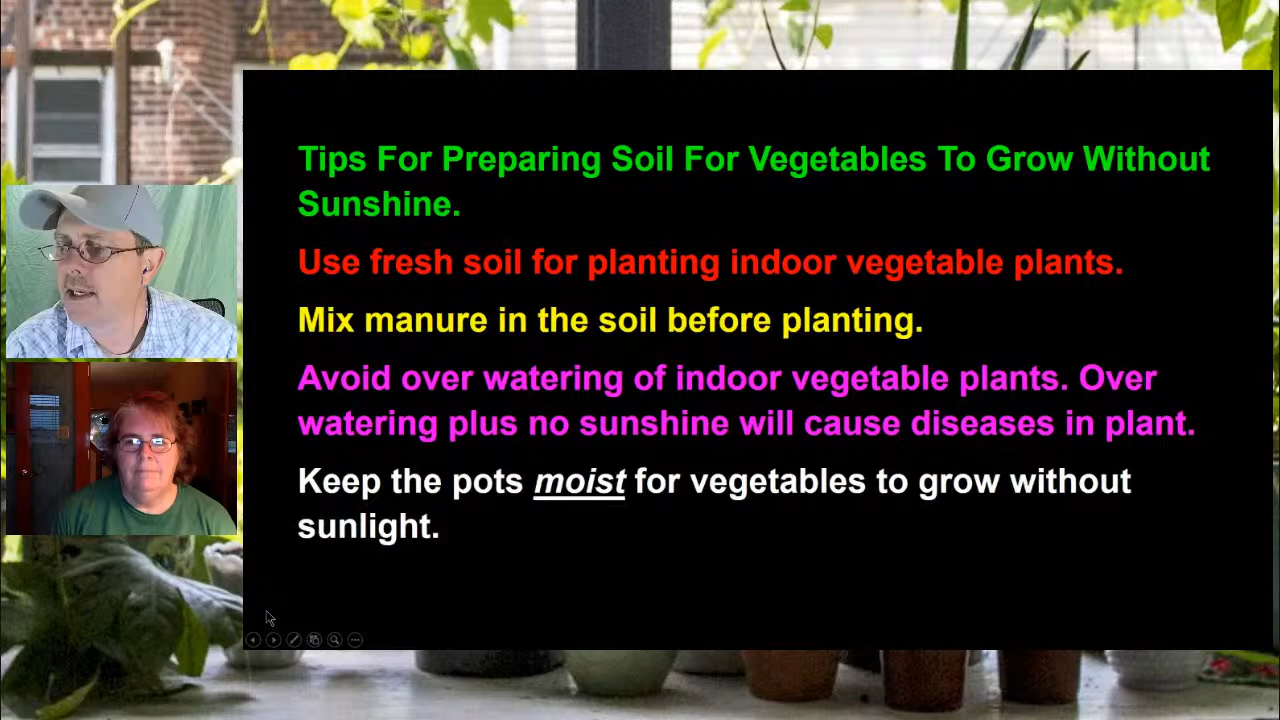 Tips For Preparing Soil For Vegetables To Grow Without
Sunshine.
Use fresh soil for planting indoor vegetable plants.
Mix manure in the soil before planting.
Avoid over watering of indoor vegetable plants. Over
watering plus no sunshine will cause diseases in plant.
Keep the pots moist for vegetables to grow without
sunlight.